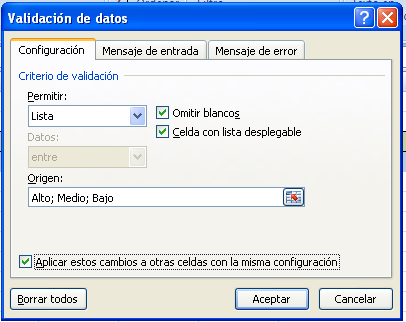 Validación de datos
Configuración
Mensaje de entrada
Mensaje de error
Criterio de validación
Permitir:
Lista
Omitir blancos
Celda con lista desplegable
Datos:
entre
Origen:
Alto; Medio; Bajo
Aplicar estos cambios a otras celdas con la misma configuración
Borrar todos
Aceptar
Cancelar